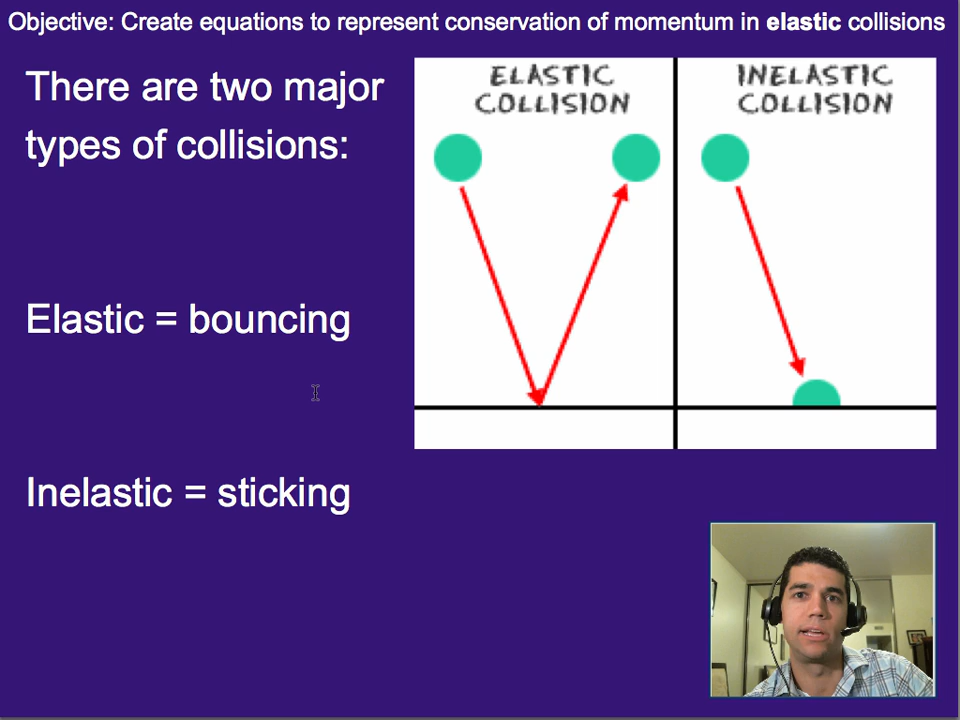 Objective: Create equations to represent conservation of momentum in elastic collisions
There are two major
types of collisions:
Elastic = bouncing
Inelastic = sticking
ELASTIC
COLLISION
INELASTIC
COLLISION